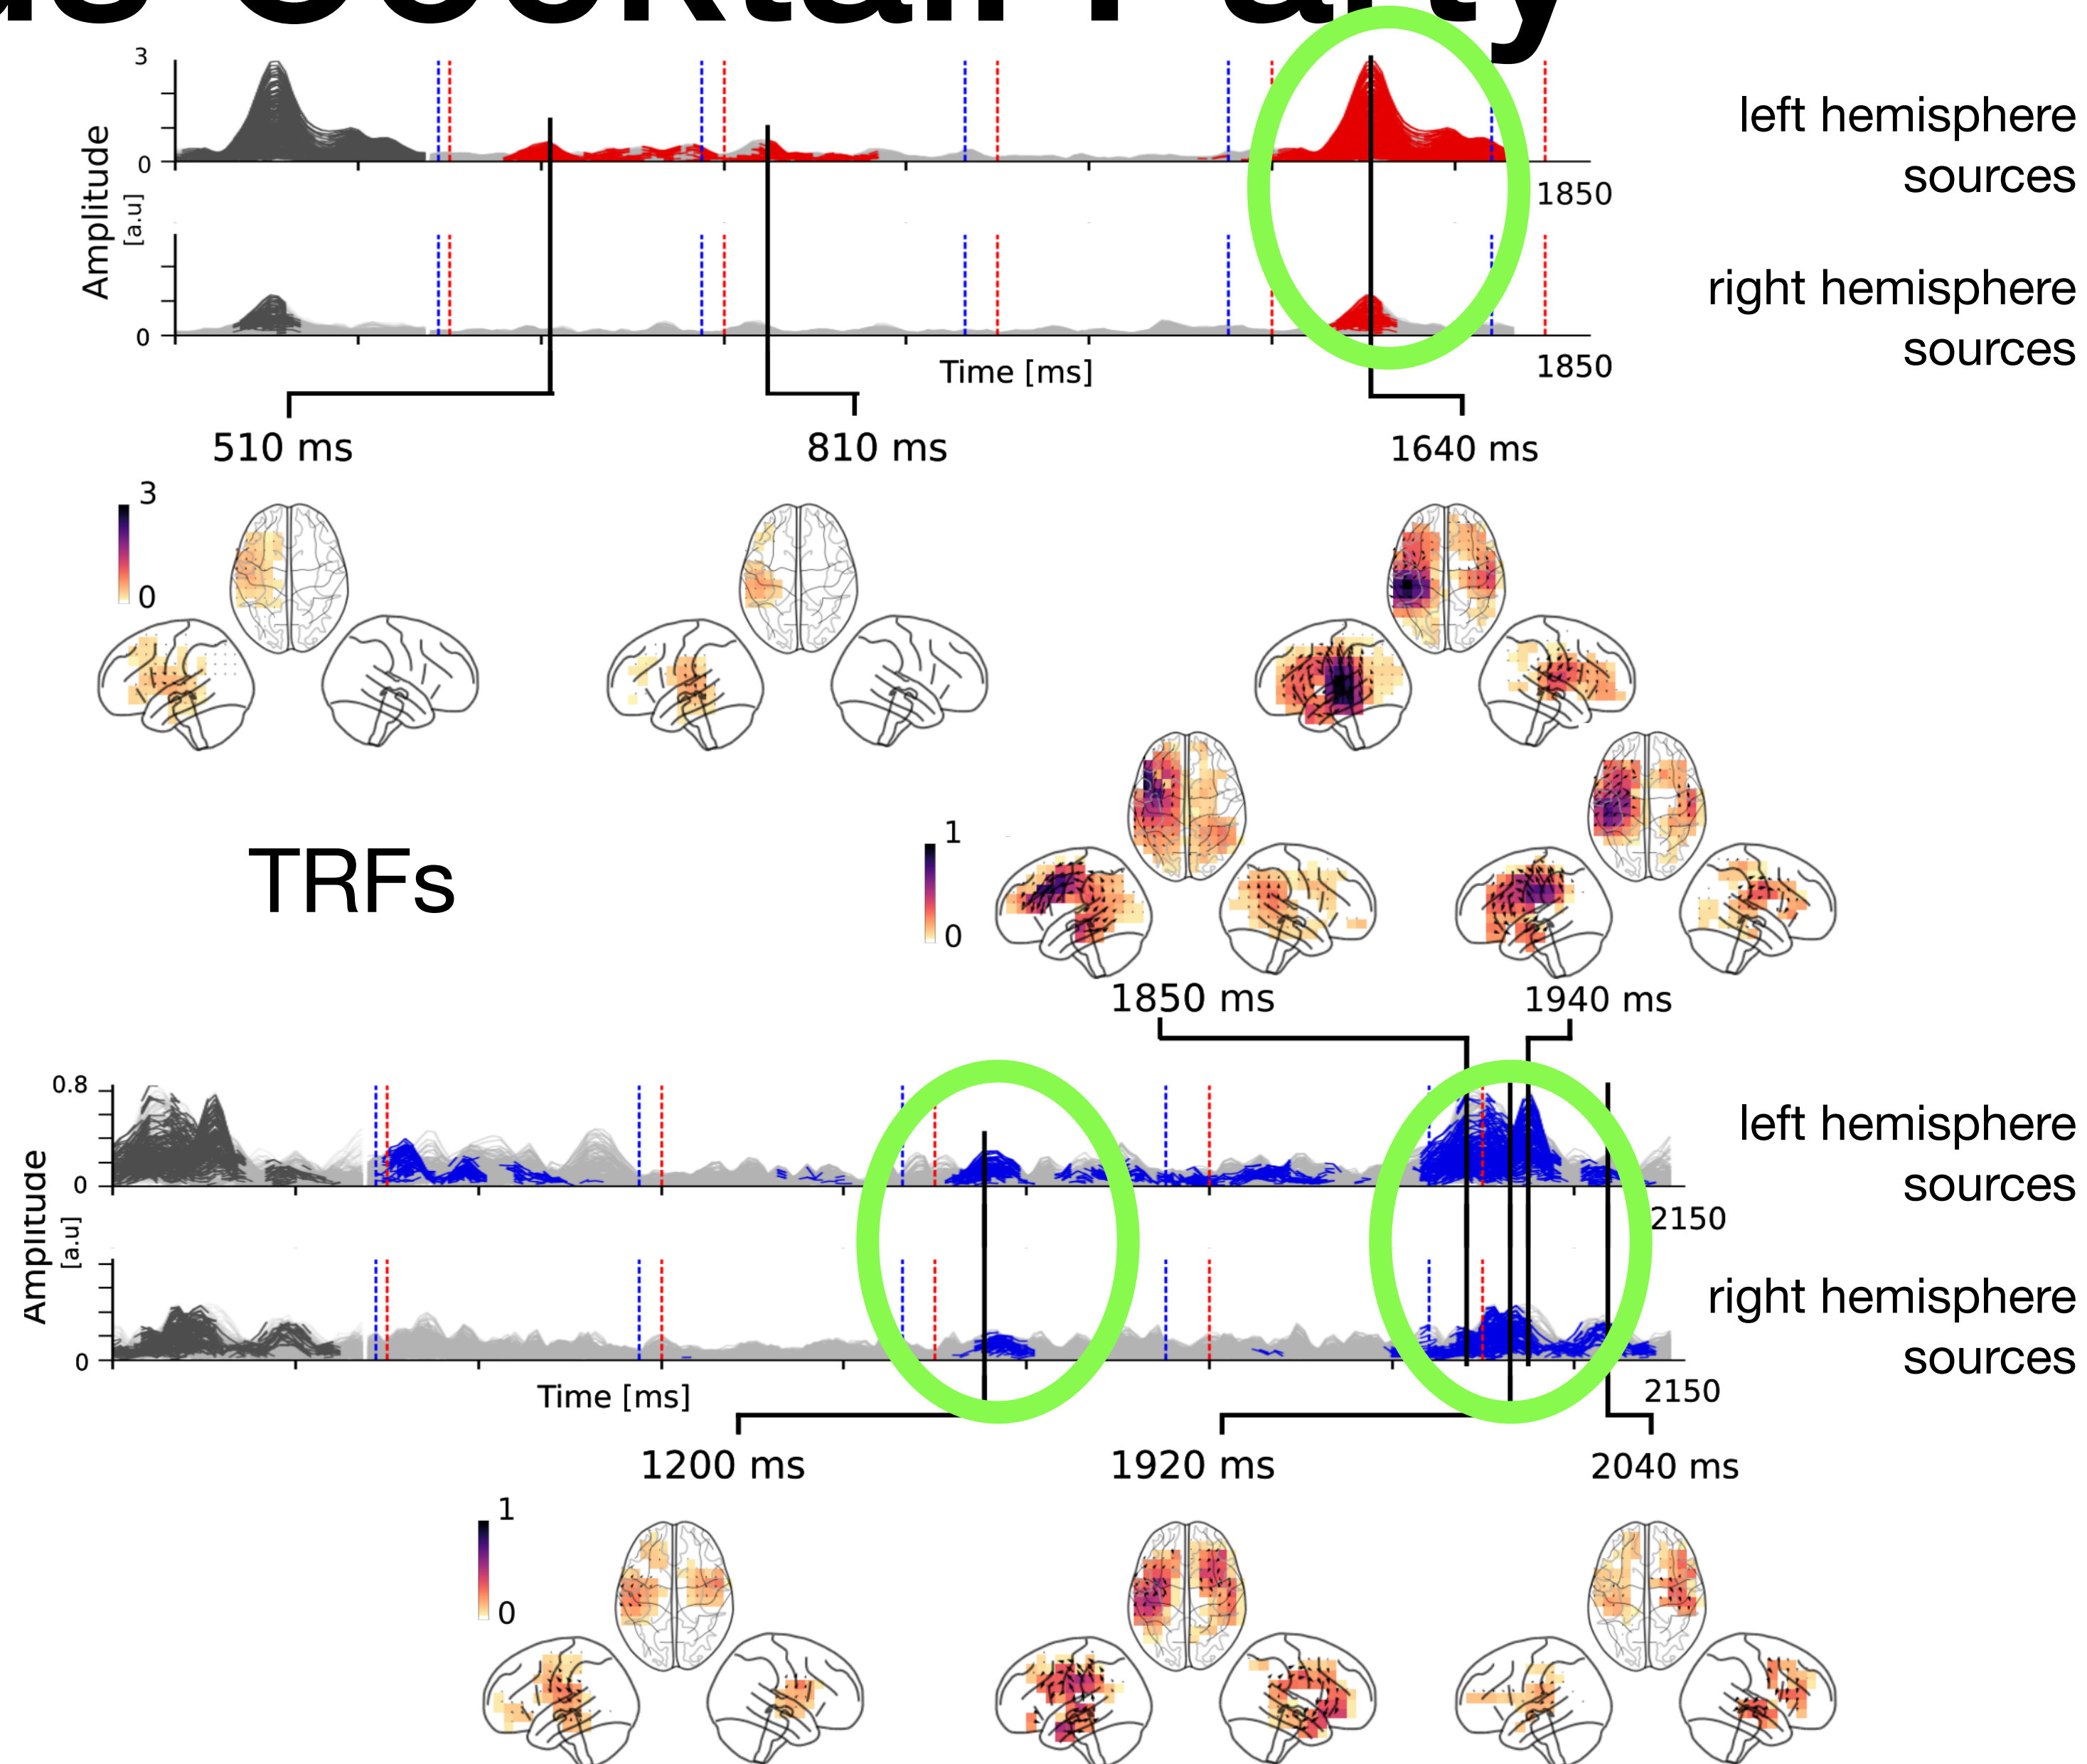 Cocktail Party
3
left hemisphere
sources
0
1850
Amplitude
[a.u]
right hemisphere
sources
0
Time [ms]
1850
510 ms
810 ms
1640 ms
3
0
TRFs
1
0
1850 ms
1940 ms
0.8
left hemisphere
sources
0
2150
Amplitude
[a.u]
right hemisphere
sources
0
Time [ms]
2150
1200 ms
1920 ms
2040 ms
1
0